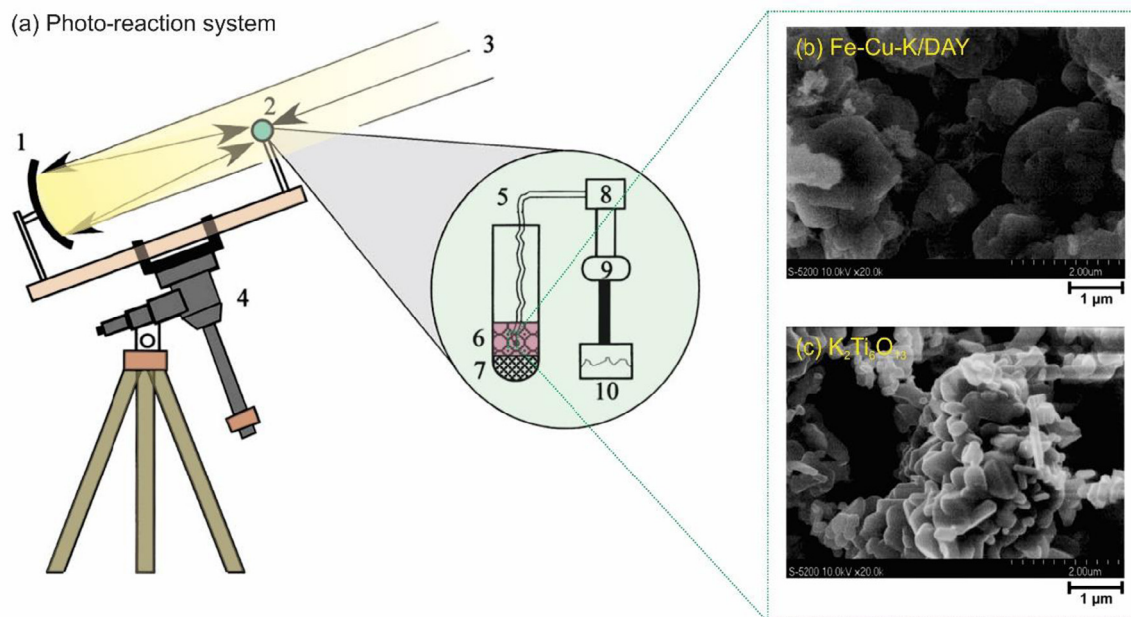 (a) Photo-reaction system
1
2
3
4
5
6
7
8
9
10
(b) Fe-Cu-K/DAY
S-5200 10.0kV x20.0k 2.00um
1 µm
(c) K₂Ti₆O₁₃
S-5200 10.0kV x20.0k 2.00um
1 µm